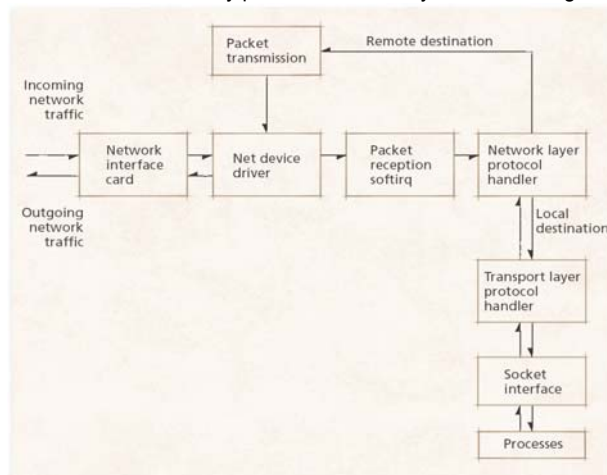 Packet
transmission
Remote destination
Incoming
network
traffic
Network
interface
card
Net device
driver
Packet
reception
softirq
Network layer
protocol
handler
Outgoing
network
traffic
Local
destination
Transport layer
protocol
handler
Socket
interface
Processes